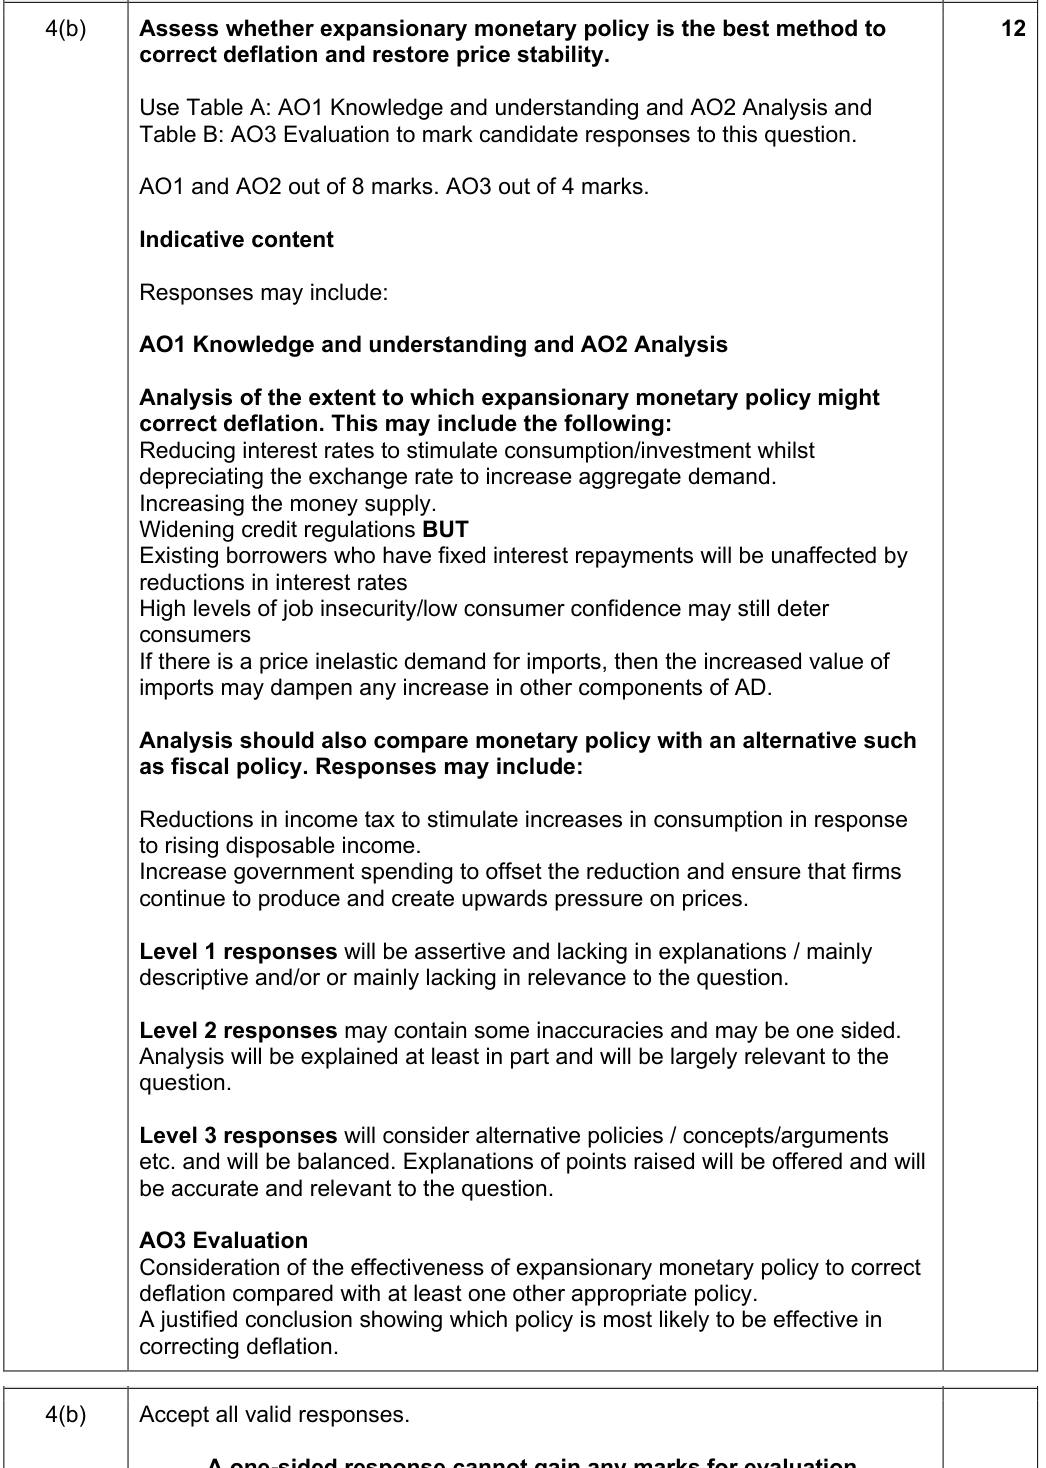 4(b)
Assess whether expansionary monetary policy is the best method to
correct deflation and restore price stability.
12
Use Table A: AO1 Knowledge and understanding and AO2 Analysis and
Table B: AO3 Evaluation to mark candidate responses to this question.
AO1 and AO2 out of 8 marks. AO3 out of 4 marks.
Indicative content
Responses may include:
AO1 Knowledge and understanding and AO2 Analysis
Analysis of the extent to which expansionary monetary policy might
correct deflation. This may include the following:
Reducing interest rates to stimulate consumption/investment whilst
depreciating the exchange rate to increase aggregate demand.
Increasing the money supply.
Widening credit regulations BUT
Existing borrowers who have fixed interest repayments will be unaffected by
reductions in interest rates
High levels of job insecurity/low consumer confidence may still deter
consumers
If there is a price inelastic demand for imports, then the increased value of
imports may dampen any increase in other components of AD.
Analysis should also compare monetary policy with an alternative such
as fiscal policy. Responses may include:
Reductions in income tax to stimulate increases in consumption in response
to rising disposable income.
Increase government spending to offset the reduction and ensure that firms
continue to produce and create upwards pressure on prices.
Level 1 responses will be assertive and lacking in explanations / mainly
descriptive and/or or mainly lacking in relevance to the question.
Level 2 responses may contain some inaccuracies and may be one sided.
Analysis will be explained at least in part and will be largely relevant to the
question.
Level 3 responses will consider alternative policies / concepts/arguments
etc. and will be balanced. Explanations of points raised will be offered and will
be accurate and relevant to the question.
AO3 Evaluation
Consideration of the effectiveness of expansionary monetary policy to correct
deflation compared with at least one other appropriate policy.
A justified conclusion showing which policy is most likely to be effective in
correcting deflation.
4(b)
Accept all valid responses.
A one-sided response cannot gain any marks for evaluation